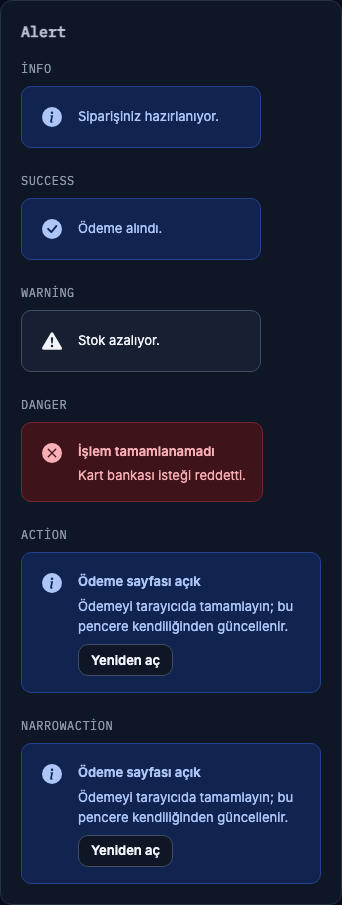 Alert
İNFO
Siparişiniz hazırlanıyor.
SUCCESS
Ödeme alındı.
WARNİNG
Stok azalıyor.
DANGER
İşlem tamamlanamadı
Kart bankası isteği reddetti.
ACTİON
Ödeme sayfası açık
Ödemeyi tarayıcıda tamamlayın; bu
pencere kendiliğinden güncellenir.
Yeniden aç
NARROWACTİON
Ödeme sayfası açık
Ödemeyi tarayıcıda tamamlayın; bu
pencere kendiliğinden güncellenir.
Yeniden aç